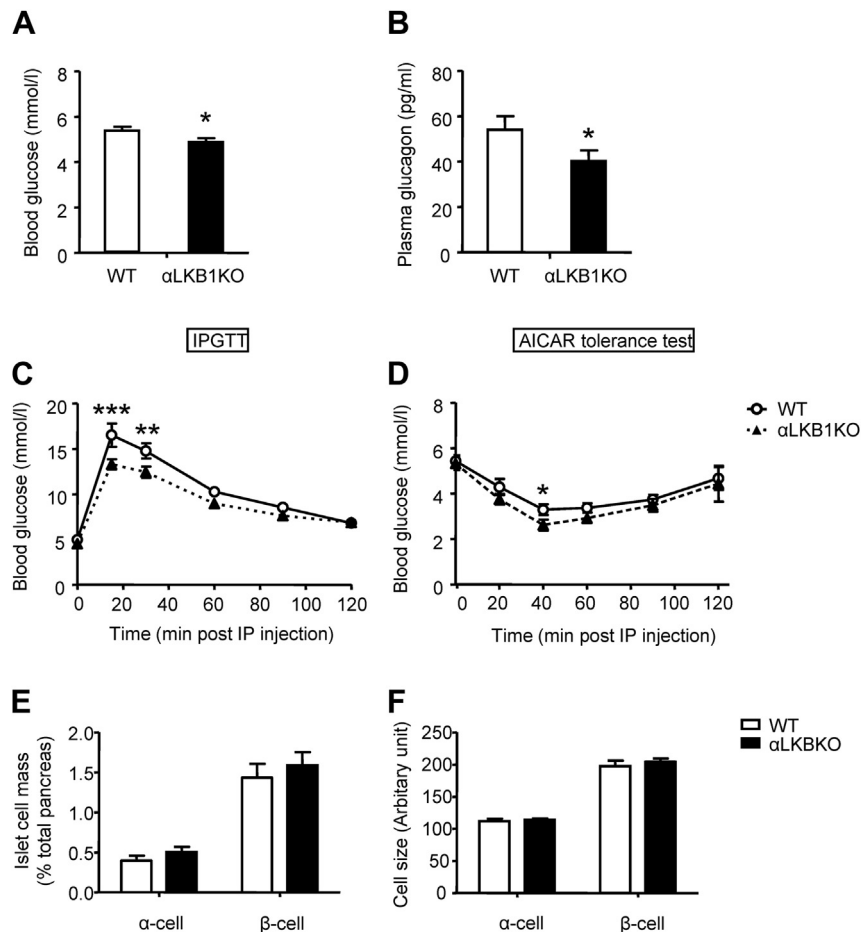 A
Blood glucose (mmol/l)
8
6
4
2
0
*
WT
αLKB1KO
B
Plasma glucagon (pg/ml)
80
60
40
20
0
*
WT
αLKB1KO
IPGTT
AICAR tolerance test
C
Blood glucose (mmol/l)
20
15
10
5
0
***
**
0 20 40 60 80 100 120
Time (min post IP injection)
D
Blood glucose (mmol/l)
8
6
4
2
0
*
0 20 40 60 80 100 120
Time (min post IP injection)
WT
αLKB1KO
E
Islet cell mass
(% total pancreas)
2.0
1.5
1.0
0.5
0.0
α-cell
β-cell
F
Cell size (Arbitary unit)
250
200
150
100
50
0
α-cell
β-cell
WT
αLKBKO